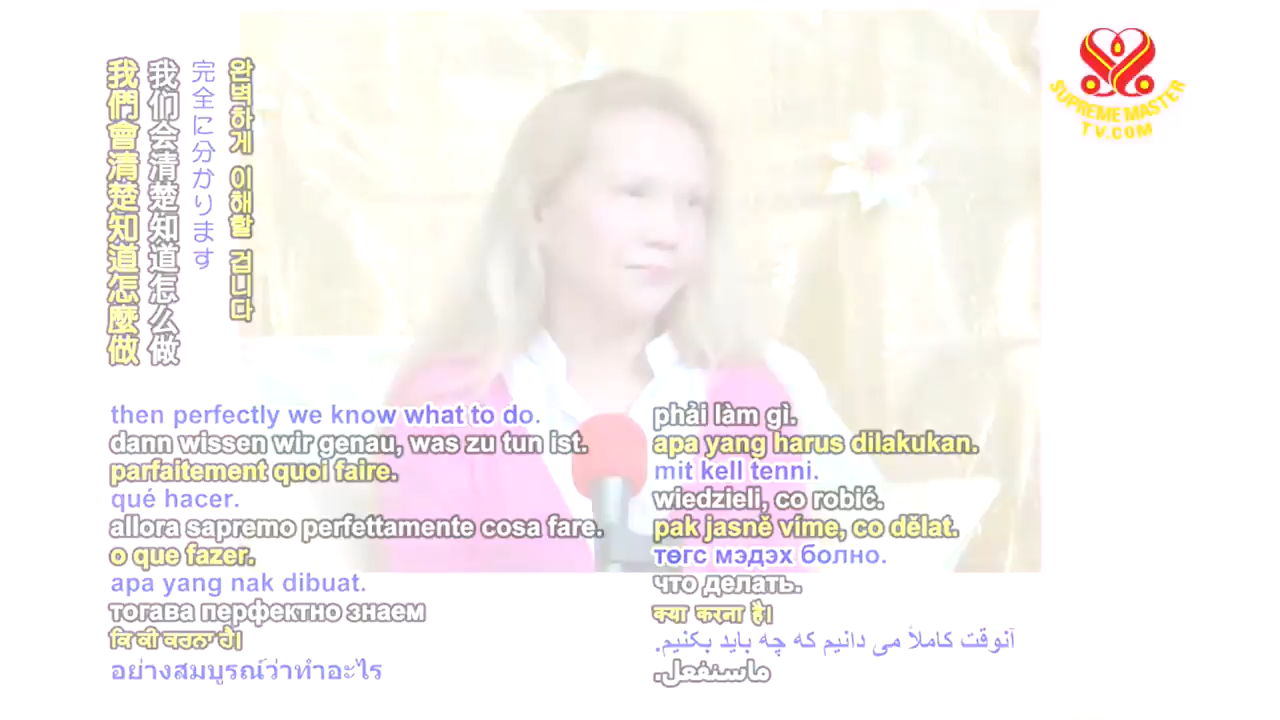 我們會清楚知道怎麼做
我们会清楚知道怎么做
完全に分かります
완벽하게 이해할 겁니다
SUPREME MASTER
TV.COM
then perfectly we know what to do.
dann wissen wir genau, was zu tun ist.
parfaitement quoi faire.
qué hacer.
allora sapremo perfettamente cosa fare.
o que fazer.
apa yang nak dibuat.
тогава перфектно знаем
ਕਿ ਕੀ ਕਰਨਾ ਹੈ।
อย่างสมบูรณ์ว่าทำอะไร
phải làm gì.
apa yang harus dilakukan.
mit kell tenni.
wiedzieli, co robić.
pak jasně víme, co dělat.
төгс мэдэх болно.
что делать.
क्या करना है।
آنوقت کاملاً می دانیم که چه باید بکنیم.
ماسنفعل.